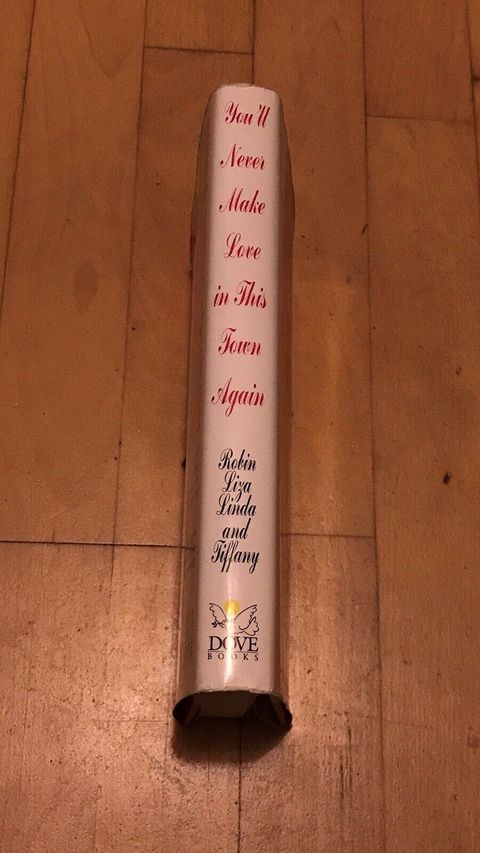 You'll
Never
Make
Love
in This
Town
Again
Robin
Liza
Linda
and
Tiffany
DOVE
BOOKS